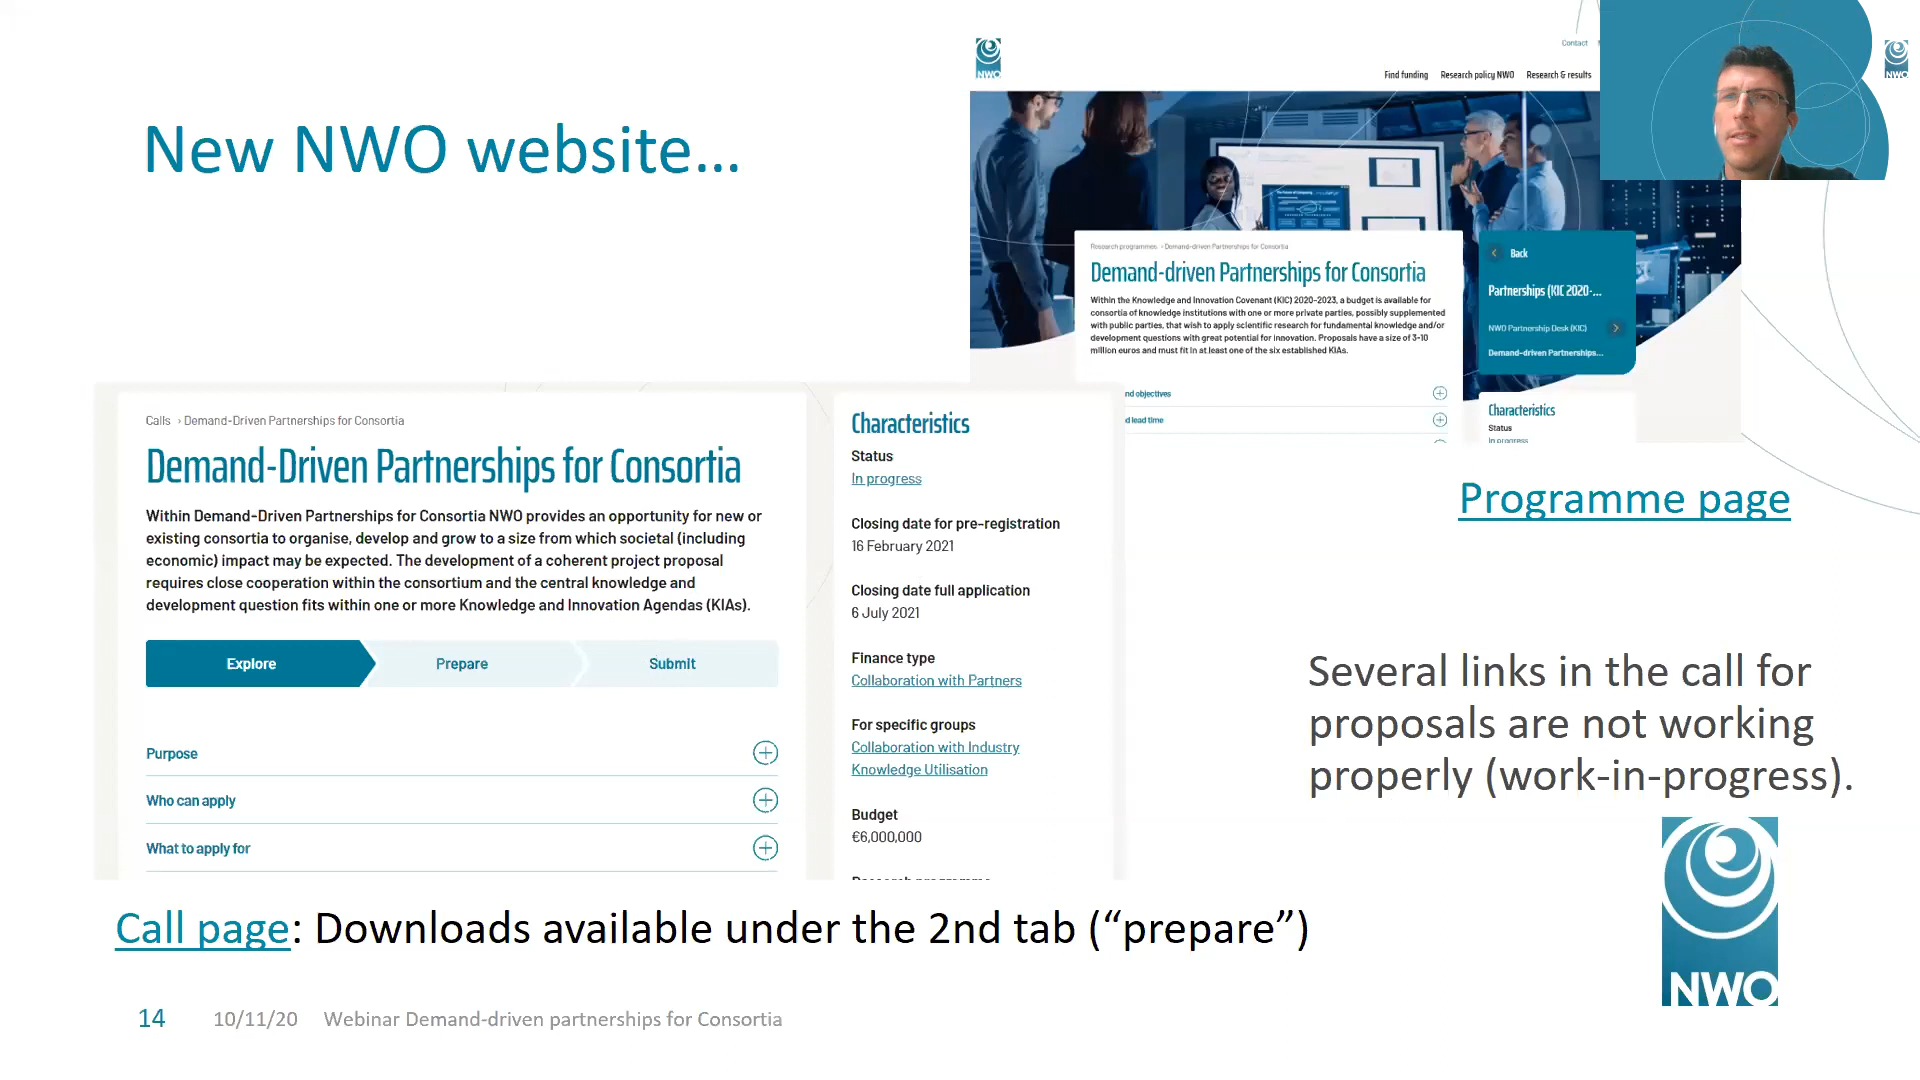 New NWO website...
NWO
Contact
Find funding
Research policy NWO
Research & results
NWO
Research programmes › Demand-driven Partnerships for Consortia
Demand-driven Partnerships for Consortia
Within the Knowledge and Innovation Covenant (KIC) 2020-2023, a budget is available for
consortia of knowledge institutions with one or more private parties, possibly supplemented
with public parties, that wish to apply scientific research for fundamental knowledge and/or
development questions with great potential for innovation. Proposals have a size of 3-10
million euros and must fit in at least one of the six established KIAs.
nd objectives
d lead time
Back
Partnerships (KIC 2020-...
NWO Partnership Desk (KIC)
Demand-driven Partnerships...
Characteristics
Status
In progress
Calls › Demand-Driven Partnerships for Consortia
Demand-Driven Partnerships for Consortia
Within Demand-Driven Partnerships for Consortia NWO provides an opportunity for new or
existing consortia to organise, develop and grow to a size from which societal (including
economic) impact may be expected. The development of a coherent project proposal
requires close cooperation within the consortium and the central knowledge and
development question fits within one or more Knowledge and Innovation Agendas (KIAs).
Explore
Prepare
Submit
Purpose
Who can apply
What to apply for
Characteristics
Status
In progress
Closing date for pre-registration
16 February 2021
Closing date full application
6 July 2021
Finance type
Collaboration with Partners
For specific groups
Collaboration with Industry
Knowledge Utilisation
Budget
€6,000,000
Programme page
Several links in the call for
proposals are not working
properly (work-in-progress).
NWO
Call page: Downloads available under the 2nd tab (“prepare”)
14 10/11/20 Webinar Demand-driven partnerships for Consortia